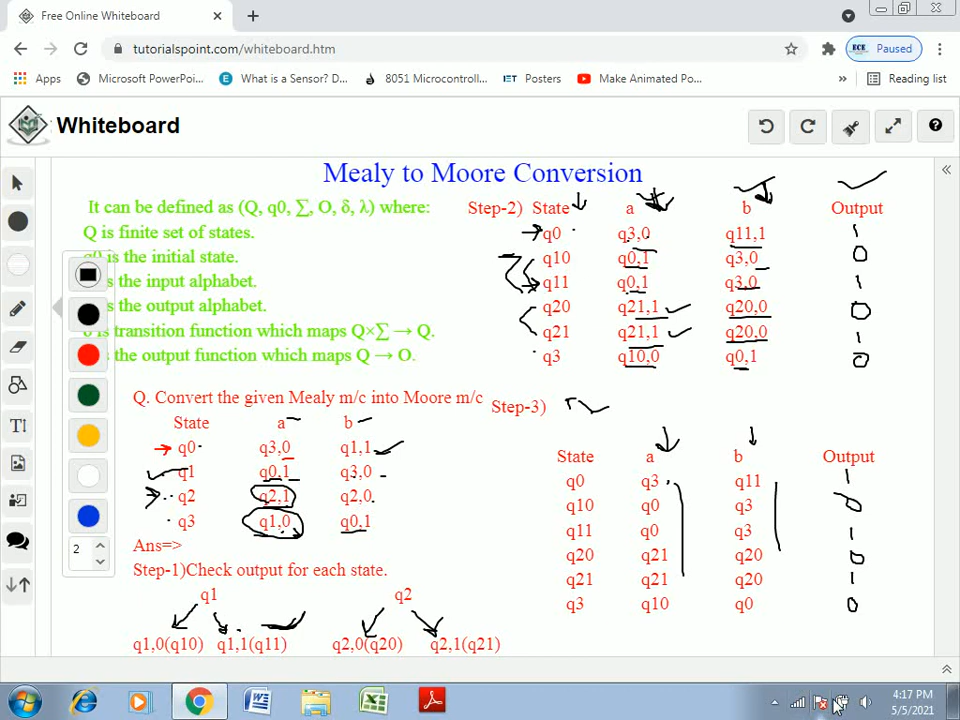 Free Online Whiteboard
tutorialspoint.com/whiteboard.htm
ECE Paused
Apps Microsoft PowerPoi... What is a Sensor? D... 8051 Microcontroll... IET Posters Make Animated Po... » Reading list
Whiteboard
Mealy to Moore Conversion
It can be defined as (Q, q0, ∑, O, δ, λ) where:
Q is finite set of states.
q0 is the initial state.
is the input alphabet.
is the output alphabet.
is transition function which maps Q×∑ → Q.
s the output function which maps Q → O.
Step-2) State a b Output
q0 q3,0 q11,1 1
q10 q0,1 q3,0 0
q11 q0,1 q3,0 1
q20 q21,1 q20,0 0
q21 q21,1 q20,0 1
q3 q10,0 q0,1 0
Q. Convert the given Mealy m/c into Moore m/c
State a b
q0 q3,0 q1,1
q1 q0,1 q3,0
q2 q2,1 q2,0
q3 q1,0 q0,1
Ans=>
Step-1)Check output for each state.
q1 q2
q1,0(q10) q1,1(q11) q2,0(q20) q2,1(q21)
Step-3)
State a b Output
q0 q3 q11 1
q10 q0 q3 0
q11 q0 q3 1
q20 q21 q20 0
q21 q21 q20 1
q3 q10 q0 0
T!
2
4:17 PM
5/5/2021